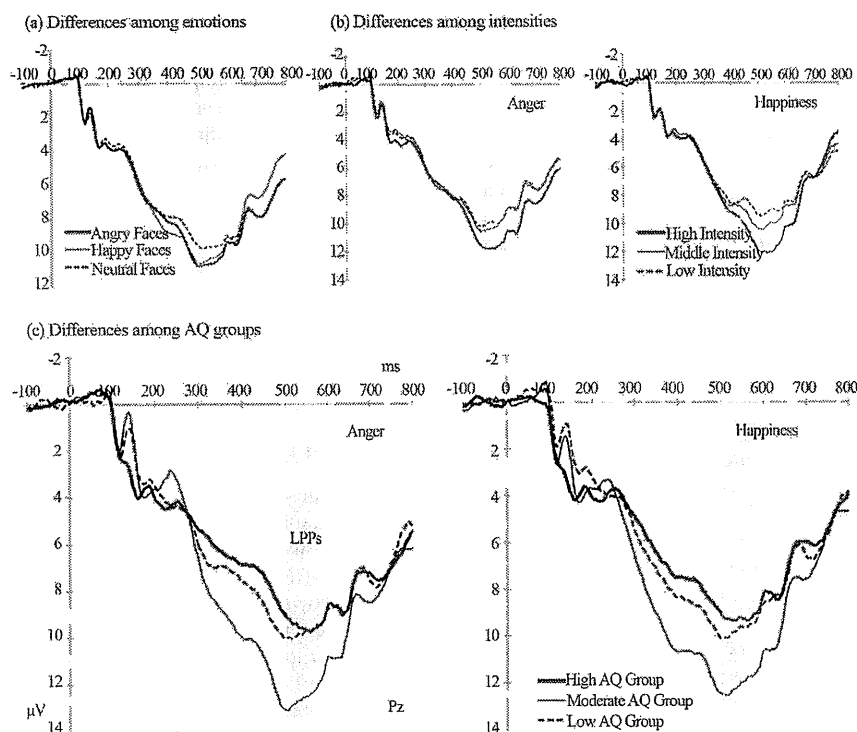 (a) Differences among emotions
-2
-100 0 100 200 300 400 500 600 700 800
2
4
6
8
10
12
Angry Faces
Happy Faces
Neutral Faces
(b) Differences among intensities
-2
-100 0 100 200 300 400 500 600 700 800
Anger
2
4
6
8
10
12
14
-2
-100 0 100 200 300 400 500 600 700 800
Happiness
2
4
6
8
10
12
14
High Intensity
Middle Intensity
Low Intensity
(c) Differences among AQ groups
-2
ms
-100 0 100 200 300 400 500 600 700 800
Anger
2
4
LPPs
6
8
10
12
μV
Pz
14
-2
-100 0 100 200 300 400 500 600 700 800
Happiness
2
4
6
8
10
12
14
High AQ Group
Moderate AQ Group
Low AQ Group